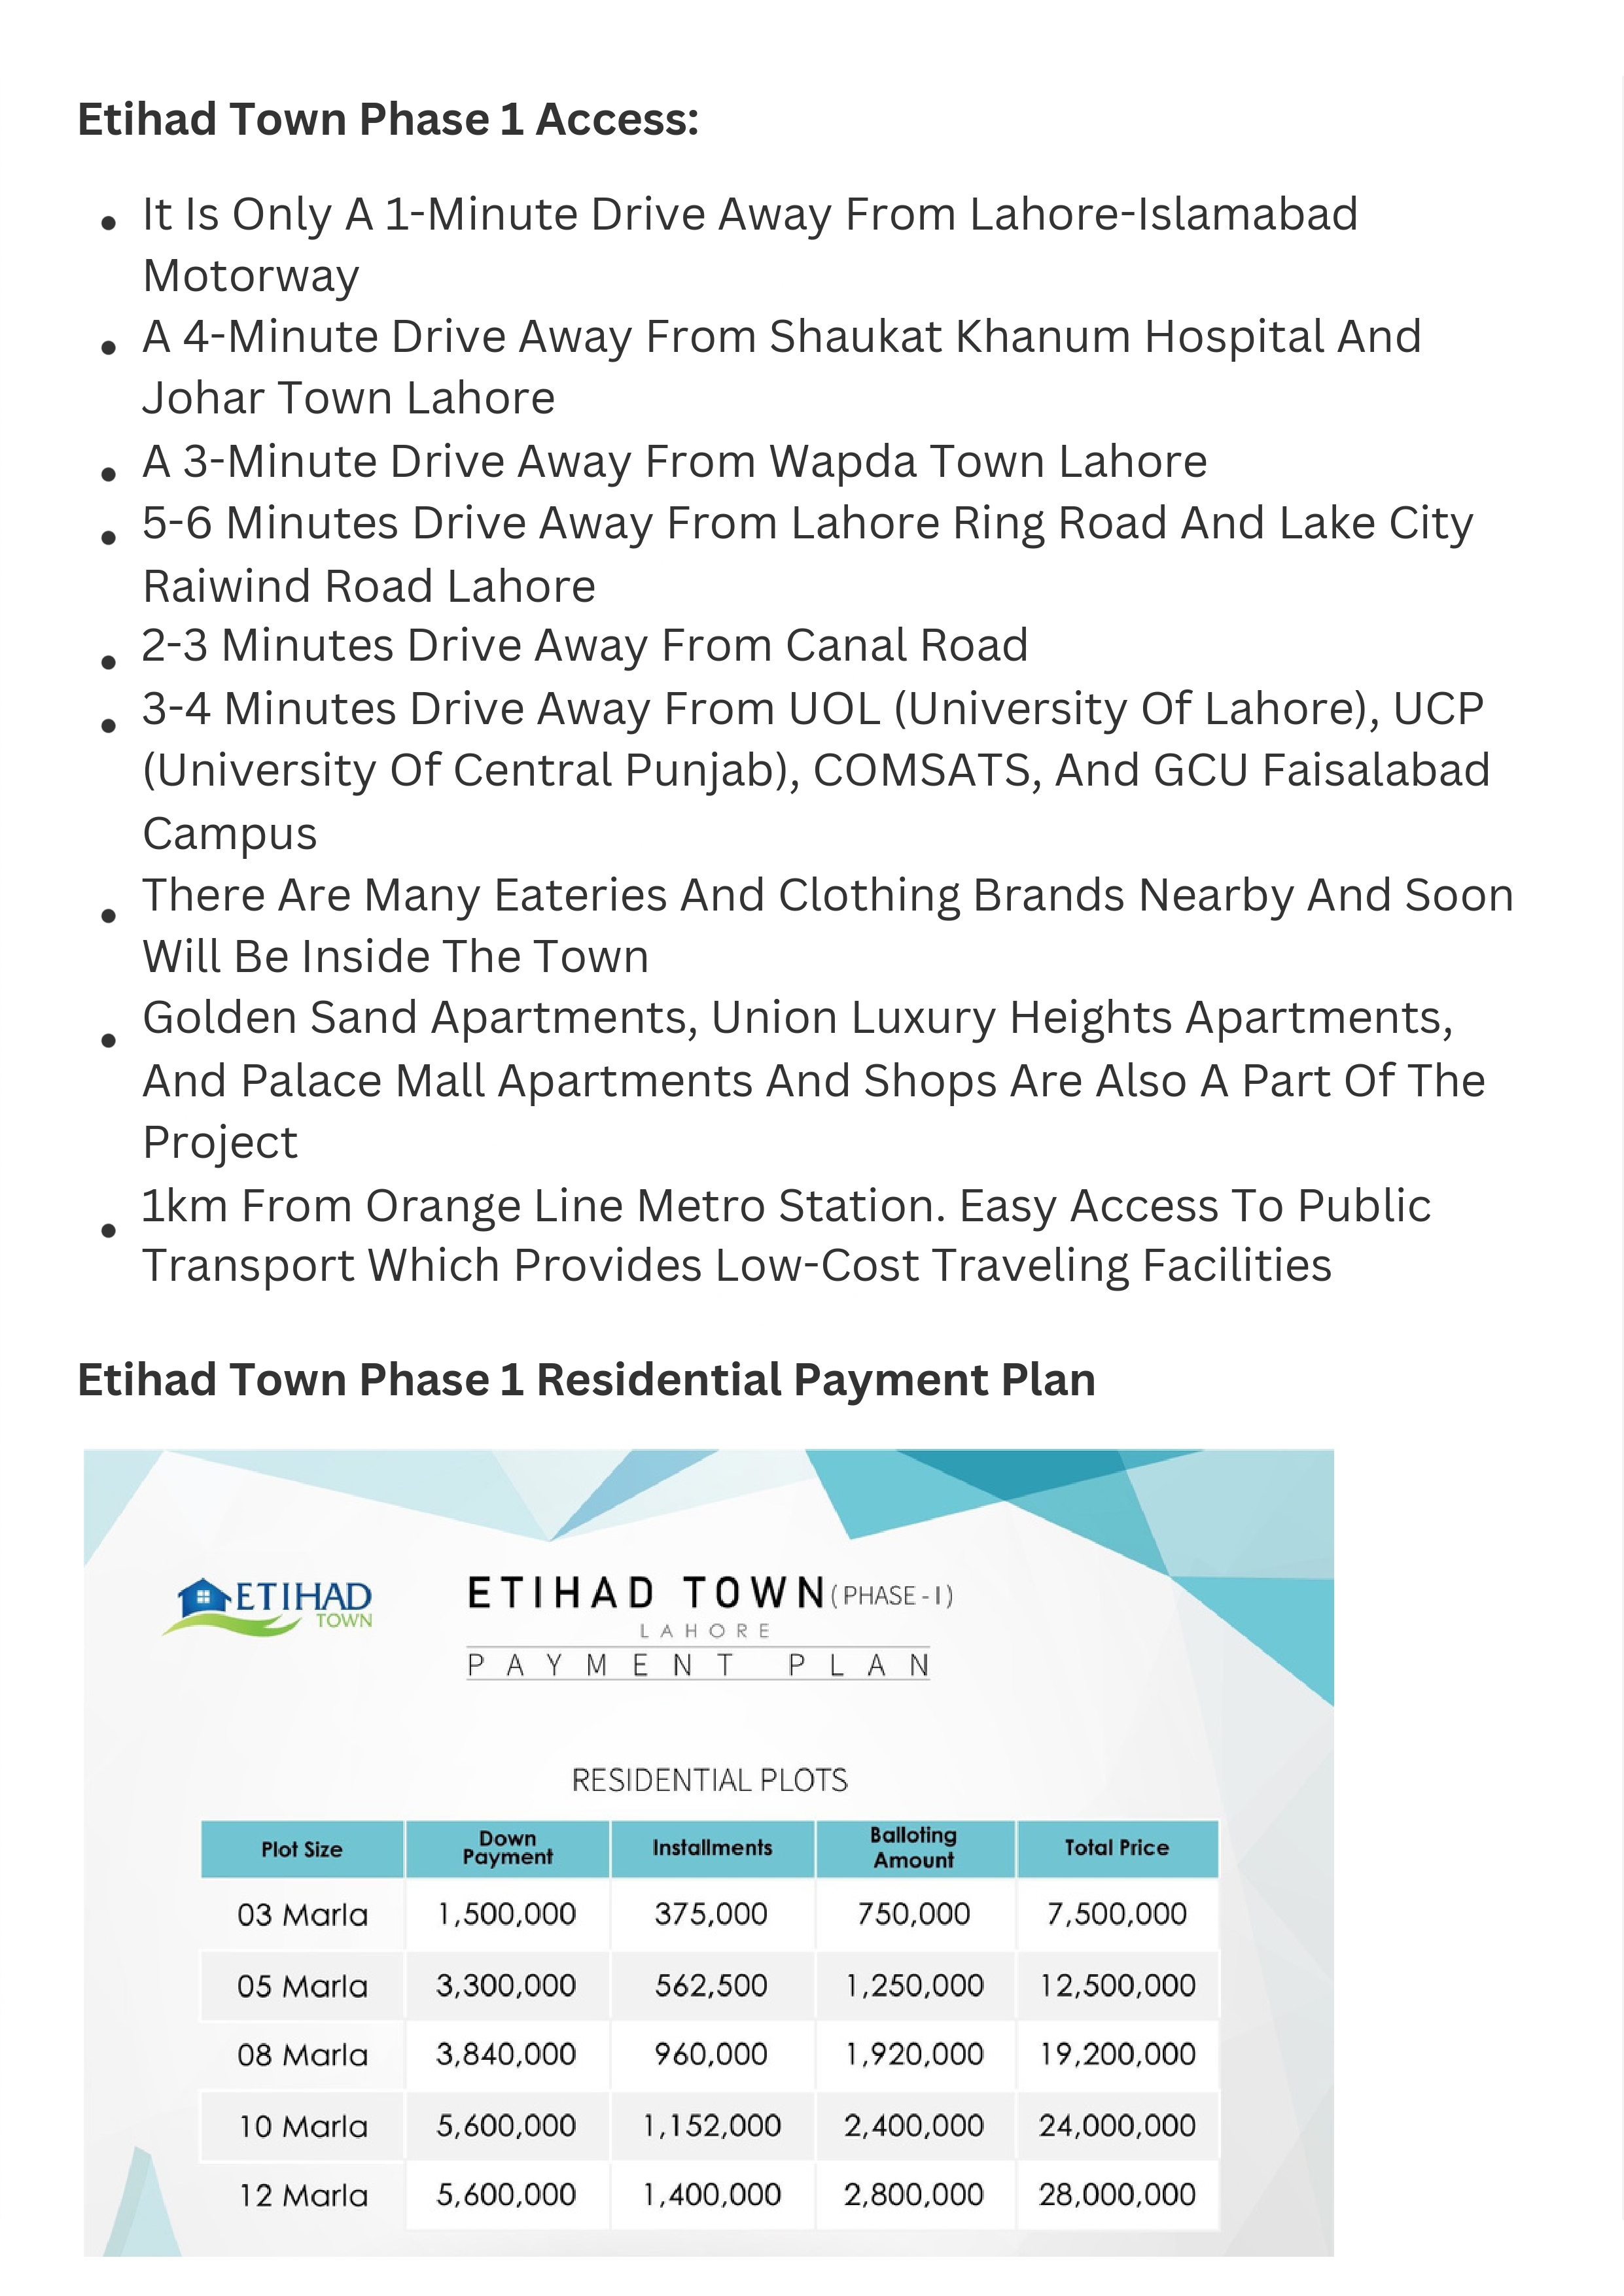 Etihad Town Phase 1 Access:
• It Is Only A 1-Minute Drive Away From Lahore-Islamabad
Motorway
• A 4-Minute Drive Away From Shaukat Khanum Hospital And
Johar Town Lahore
• A 3-Minute Drive Away From Wapda Town Lahore
• 5-6 Minutes Drive Away From Lahore Ring Road And Lake City
Raiwind Road Lahore
• 2-3 Minutes Drive Away From Canal Road
• 3-4 Minutes Drive Away From UOL (University Of Lahore), UCP
(University Of Central Punjab), COMSATS, And GCU Faisalabad
Campus
• There Are Many Eateries And Clothing Brands Nearby And Soon
Will Be Inside The Town
• Golden Sand Apartments, Union Luxury Heights Apartments,
And Palace Mall Apartments And Shops Are Also A Part Of The
Project
• 1km From Orange Line Metro Station. Easy Access To Public
Transport Which Provides Low-Cost Traveling Facilities
Etihad Town Phase 1 Residential Payment Plan
ETIHAD
TOWN
ETIHAD TOWN (PHASE-I)
LAHORE
PAYMENT PLAN
RESIDENTIAL PLOTS
Plot Size Down Payment Installments Balloting Amount Total Price
03 Marla 1,500,000 375,000 750,000 7,500,000
05 Marla 3,300,000 562,500 1,250,000 12,500,000
08 Marla 3,840,000 960,000 1,920,000 19,200,000
10 Marla 5,600,000 1,152,000 2,400,000 24,000,000
12 Marla 5,600,000 1,400,000 2,800,000 28,000,000